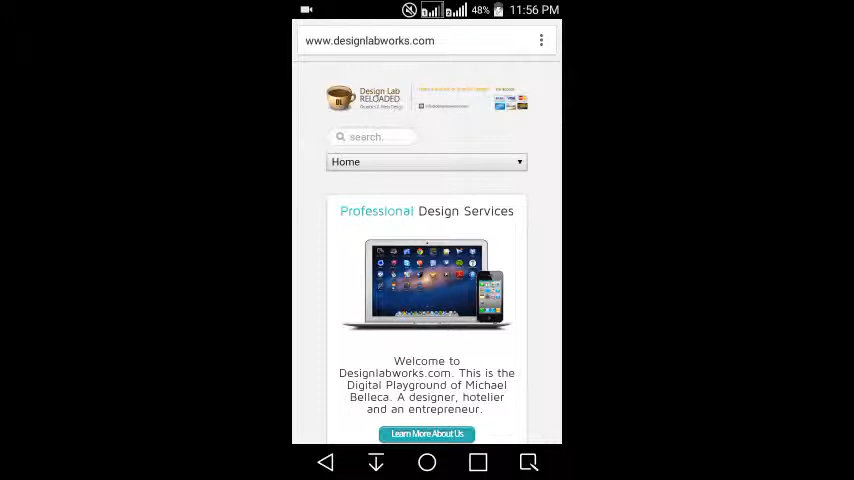 48% 11:56 PM
www.designlabworks.com
Design Lab
RELOADED
search.
Home
Professional Design Services
Welcome to
Designlabworks.com. This is the
Digital Playground of Michael
Belleca. A designer, hotelier
and an entrepreneur.
Learn More About Us